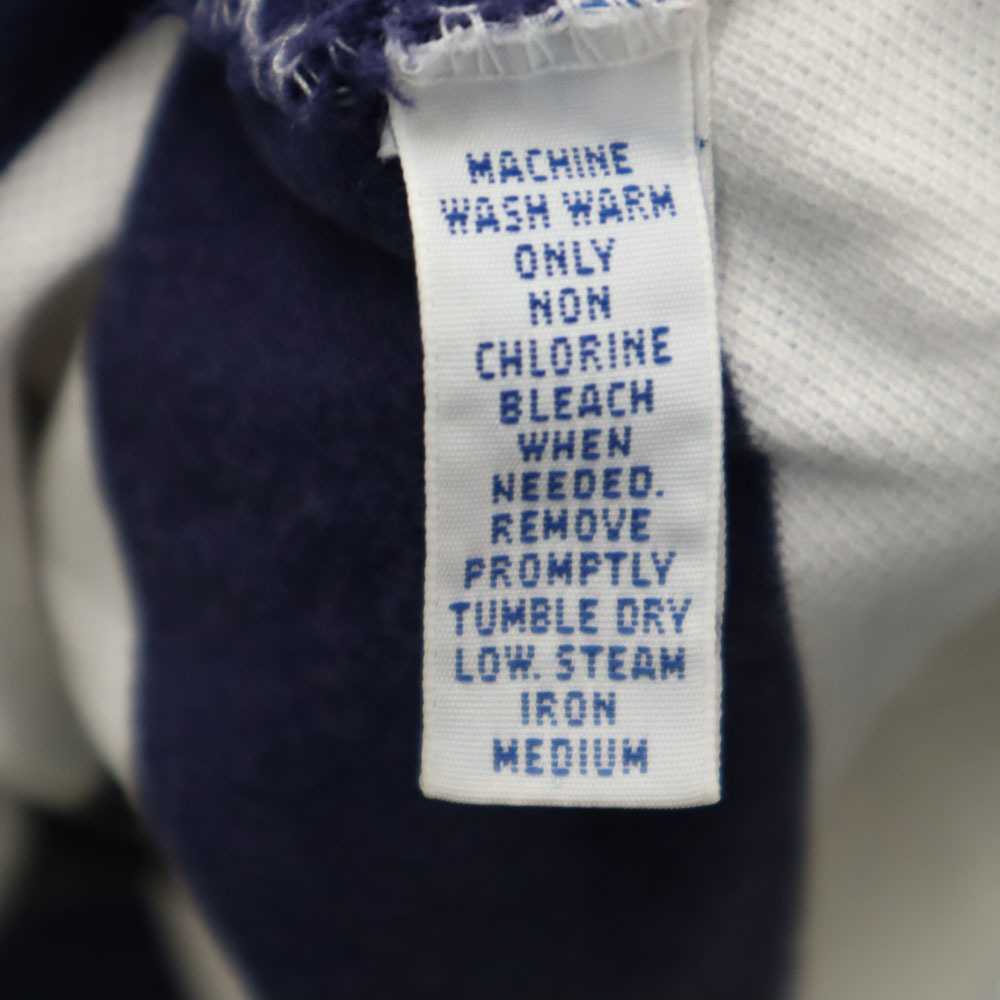 MACHINE
WASH WARM
ONLY
NON
CHLORINE
BLEACH
WHEN
NEEDED.
REMOVE
PROMPTLY
TUMBLE DRY
LOW. STEAM
IRON
MEDIUM